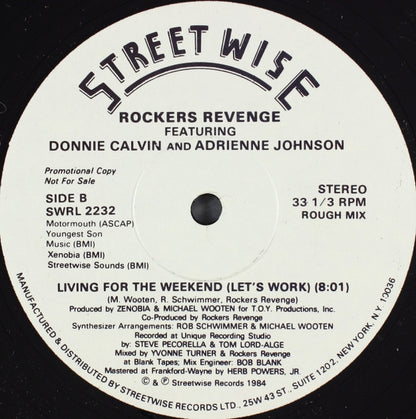 STREET WISE
ROCKERS REVENGE
FEATURING
DONNIE CALVIN AND ADRIENNE JOHNSON
Promotional Copy
Not For Sale
SIDE B
SWRL 2232
Motormouth (ASCAP)
Youngest Son
Music (BMI)
Xenobia (BMI)
Streetwise Sounds (BMI)
STEREO
33 1/3 RPM
ROUGH MIX
LIVING FOR THE WEEKEND (LET'S WORK) (8:01)
(M. Wooten, R. Schwimmer, Rockers Revenge)
Produced by ZENOBIA & MICHAEL WOOTEN for T.O.Y. Productions, Inc.
Co-Produced by Rockers Revenge
Synthesizer Arrangements: ROB SCHWIMMER & MICHAEL WOOTEN
Recorded at Unique Recording Studio
by: STEVE PECORELLA & TOM LORD-ALGE
Mixed by YVONNE TURNER & Rockers Revenge
at Blank Tapes; Mix Engineer: BOB BLANK
Mastered at Frankford-Wayne by HERB POWERS, JR.
© & Ⓟ Streetwise Records 1984
MANUFACTURED & DISTRIBUTED BY STREETWISE RECORDS LTD., 25W 43 ST., SUITE 1202, NEW YORK, N.Y. 10036